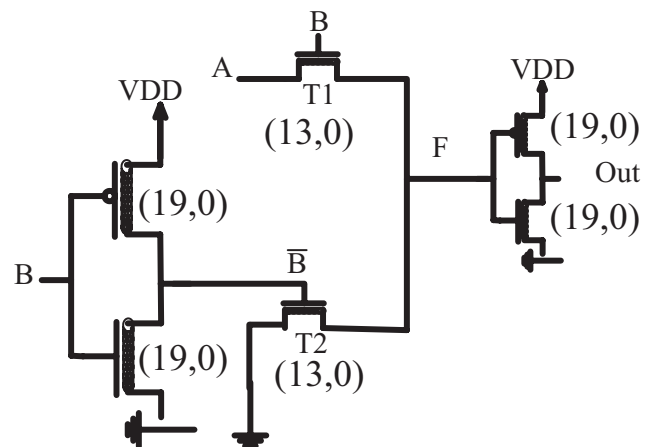 B
A
T1
(13,0)
VDD
VDD
(19,0)
F
Out
(19,0)
(19,0)
B
B̅
T2
(13,0)
(19,0)